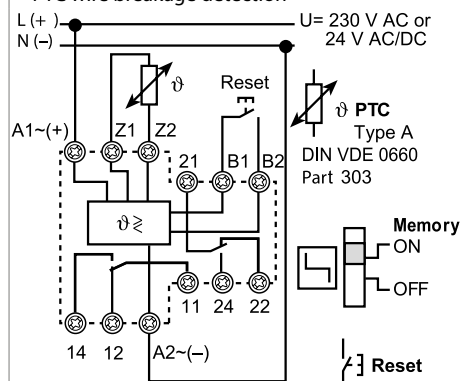 PTC wire breakage detection
L (+)
U= 230 V AC or
N (–)
24 V AC/DC
ϑ
Reset
A1~(+) Z1 Z2
21 B1 B2
ϑ PTC
Type A
DIN VDE 0660
Part 303
ϑ ≷
Memory
ON
OFF
11 24 22
14 12 A2~(–)
Reset